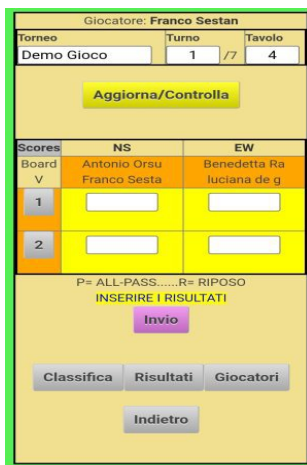 Giocatore: Franco Sestan
Torneo Turno Tavolo
Demo Gioco 1 /7 4
Aggiorna/Controlla
Scores NS EW
Board Antonio Orsu Benedetta Ra
V Franco Sesta luciana de g
1
2
P= ALL-PASS......R= RIPOSO
INSERIRE I RISULTATI
Invio
Classifica Risultati Giocatori
Indietro